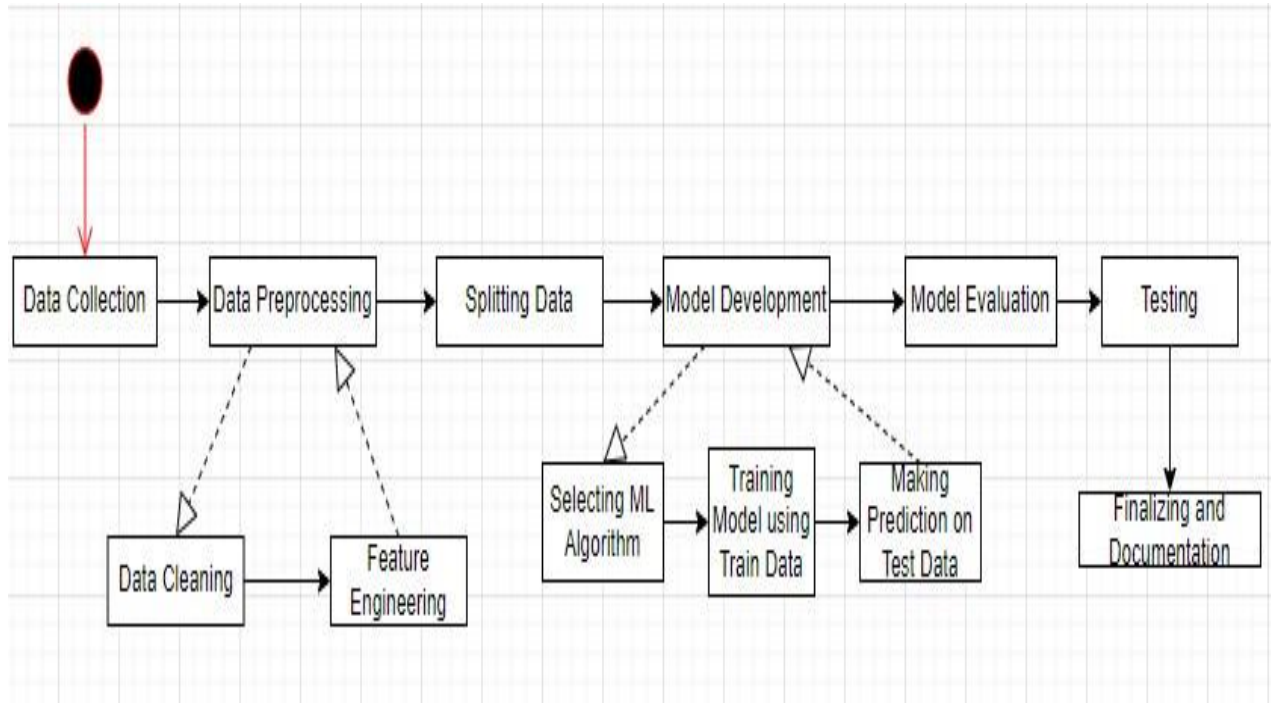 Data Collection
Data Preprocessing
Splitting Data
Model Development
Model Evaluation
Testing
Data Cleaning
Feature
Engineering
Selecting ML
Algorithm
Training
Model using
Train Data
Making
Prediction on
Test Data
Finalizing and
Documentation